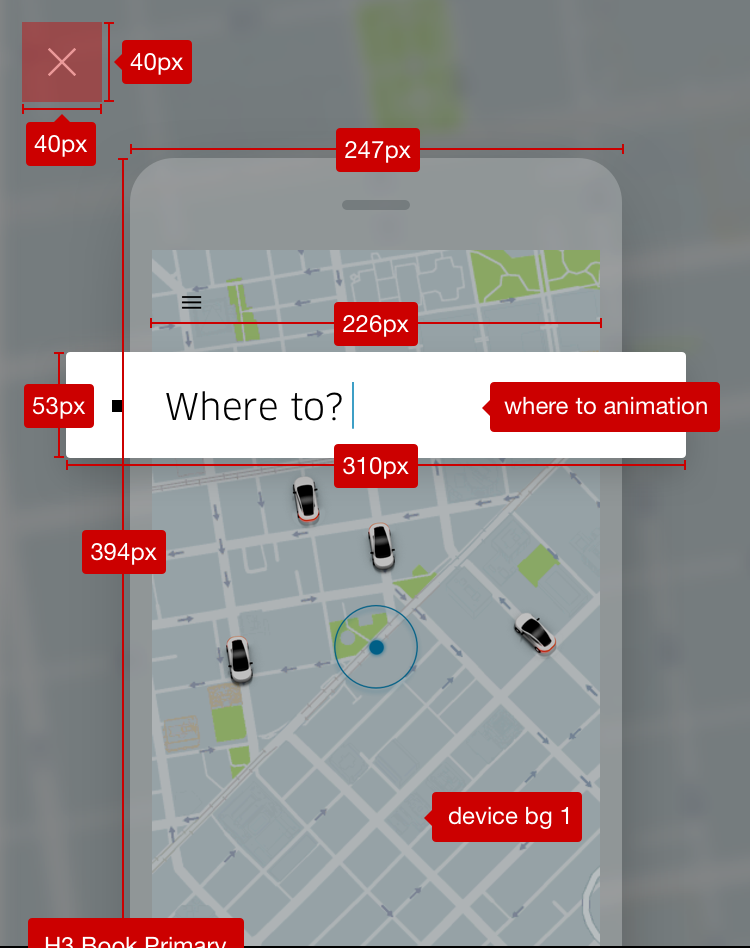 40px
40px
247px
226px
53px
Where to?
where to animation
310px
394px
device bg 1
H3 Book Primary